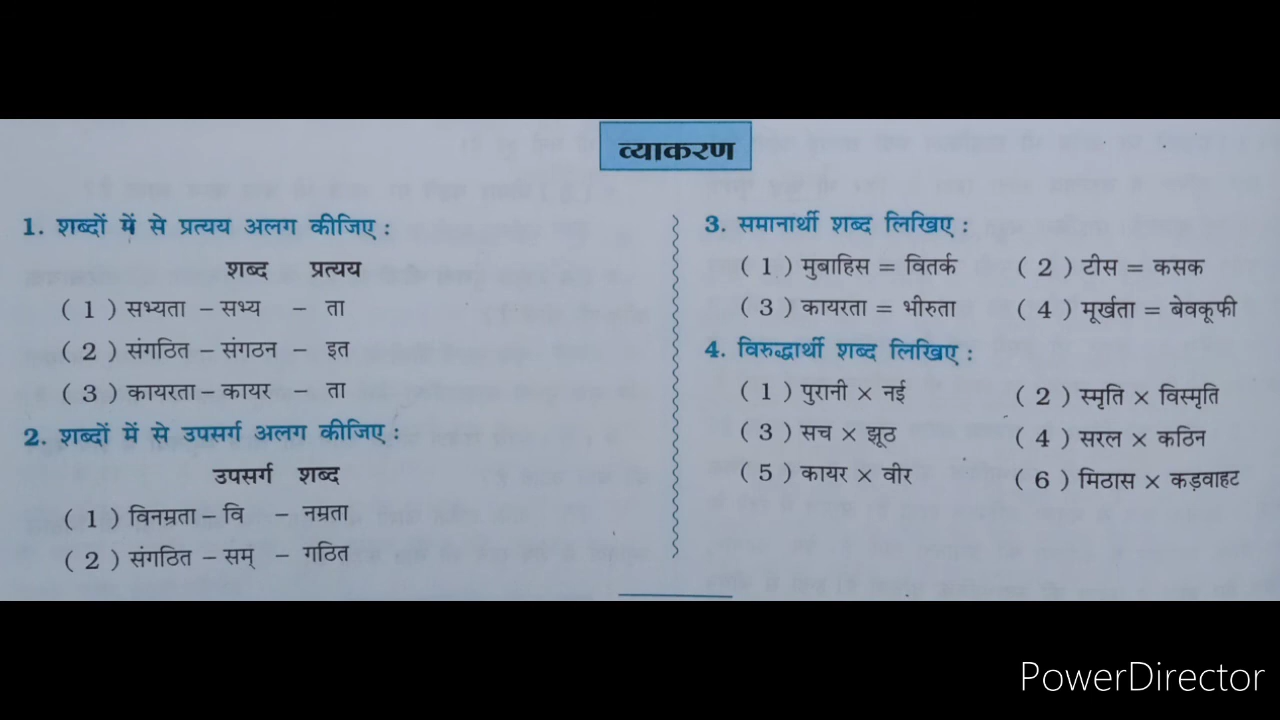 व्याकरण
1. शब्दों में से प्रत्यय अलग कीजिए :
शब्द प्रत्यय
( 1 ) सभ्यता – सभ्य – ता
( 2 ) संगठित – संगठन – इत
( 3 ) कायरता – कायर – ता
2. शब्दों में से उपसर्ग अलग कीजिए :
उपसर्ग शब्द
( 1 ) विनम्रता – वि – नम्रता
( 2 ) संगठित – सम् – गठित
3. समानार्थी शब्द लिखिए :
( 1 ) मुबाहिस = वितर्क ( 2 ) टीस = कसक
( 3 ) कायरता = भीरुता ( 4 ) मूर्खता = बेवकूफी
4. विरुद्धार्थी शब्द लिखिए :
( 1 ) पुरानी × नई ( 2 ) स्मृति × विस्मृति
( 3 ) सच × झूठ ( 4 ) सरल × कठिन
( 5 ) कायर × वीर ( 6 ) मिठास × कड़वाहट
PowerDirector